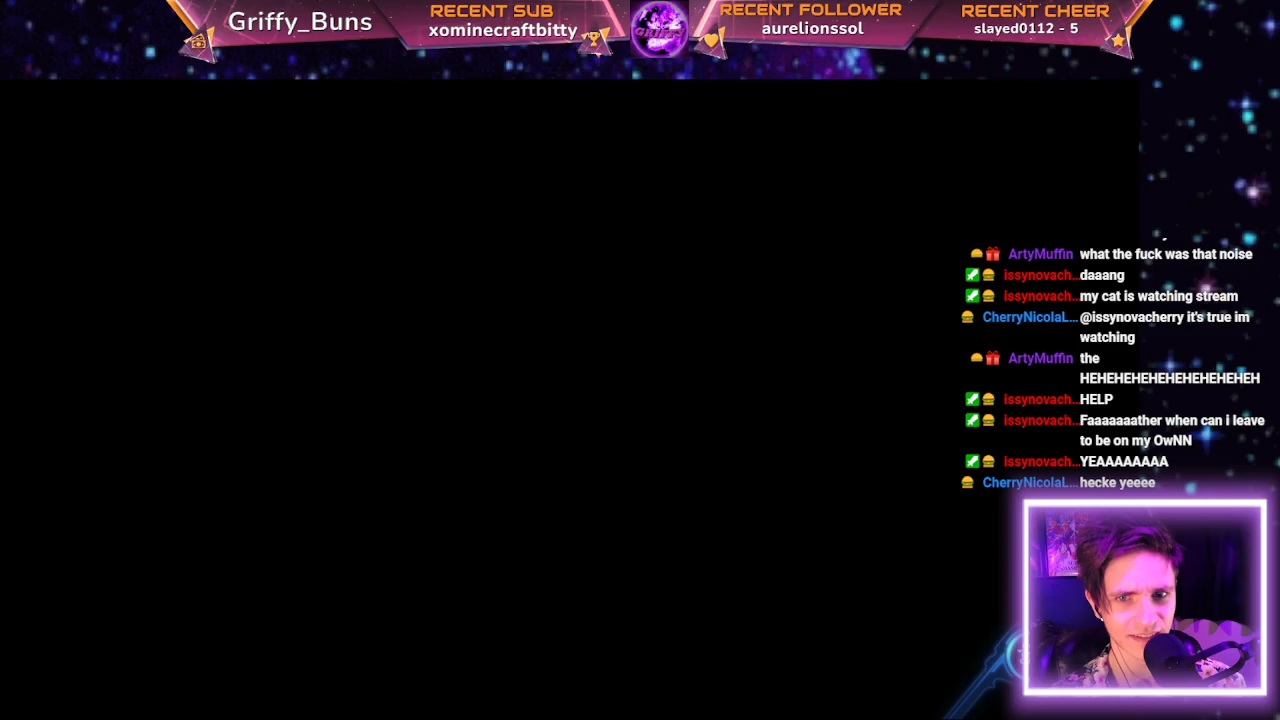 Griffy_Buns
RECENT SUB
xominecraftbitty
GRIFFY
RECENT FOLLOWER
aurelionssol
RECENT CHEER
slayed0112 - 5
ArtyMuffin what the fuck was that noise
issynovach… daaang
issynovach… my cat is watching stream
CherryNicolaL… @issynovacherry it's true im
watching
ArtyMuffin the
HEHEHEHEHEHEHEHEHEHEH
issynovach… HELP
issynovach… Faaaaaaather when can i leave
to be on my OwNN
issynovach… YEAAAAAAAA
CherryNicolaL… hecke yeeee